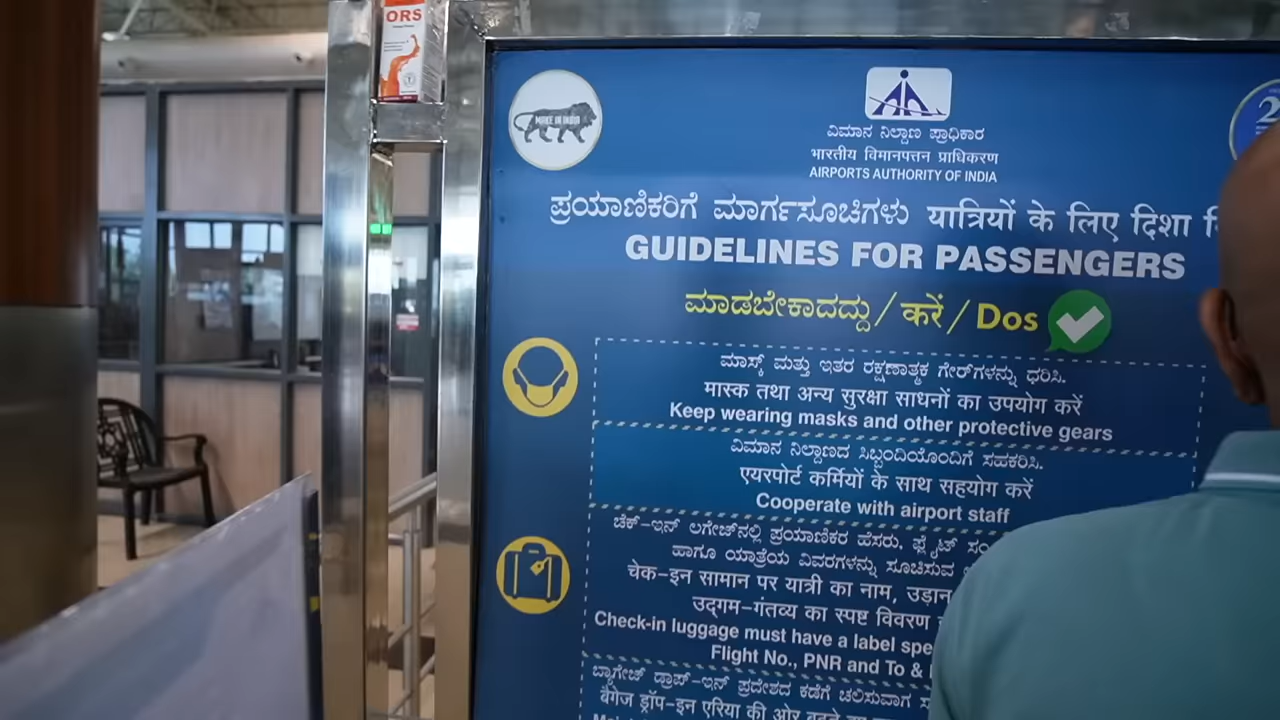 ORS
MAKE IN INDIA
ವಿಮಾನ ನಿಲ್ದಾಣ ಪ್ರಾಧಿಕಾರ
भारतीय विमानपत्तन प्राधिकरण
AIRPORTS AUTHORITY OF INDIA
ಪ್ರಯಾಣಿಕರಿಗೆ ಮಾರ್ಗಸೂಚಿಗಳು यात्रियों के लिए दिशा
GUIDELINES FOR PASSENGERS
ಮಾಡಬೇಕಾದದ್ದು / करें / Dos
ಮಾಸ್ಕ್ ಮತ್ತು ಇತರ ರಕ್ಷಣಾತ್ಮಕ ಗೇರ್‌ಗಳನ್ನು ಧರಿಸಿ.
मास्क तथा अन्य सुरक्षा साधनों का उपयोग करें
Keep wearing masks and other protective gears
ವಿಮಾನ ನಿಲ್ದಾಣದ ಸಿಬ್ಬಂದಿಯೊಂದಿಗೆ ಸಹಕರಿಸಿ.
एयरपोर्ट कर्मियों के साथ सहयोग करें
Cooperate with airport staff
ಚೆಕ್-ಇನ್ ಲಗೇಜ್‌ನಲ್ಲಿ ಪ್ರಯಾಣಿಕರ ಹೆಸರು, ಫ್ಲೈಟ್
ಹಾಗೂ ಯಾತ್ರೆಯ ವಿವರಗಳನ್ನು ಸೂಚಿಸುವ
चेक-इन सामान पर यात्री का नाम, उड़ान
उद्गम-गंतव्य का स्पष्ट विवरण
Check-in luggage must have a label
Flight No., PNR and To &
ಬ್ಯಾಗೇಜ್ ಡ್ರಾಪ್-ಇನ್ ಪ್ರದೇಶದ ಕಡೆಗೆ ಚಲಿಸುವಾಗ
बैगेज ड्रॉप-इन एरिया की ओर